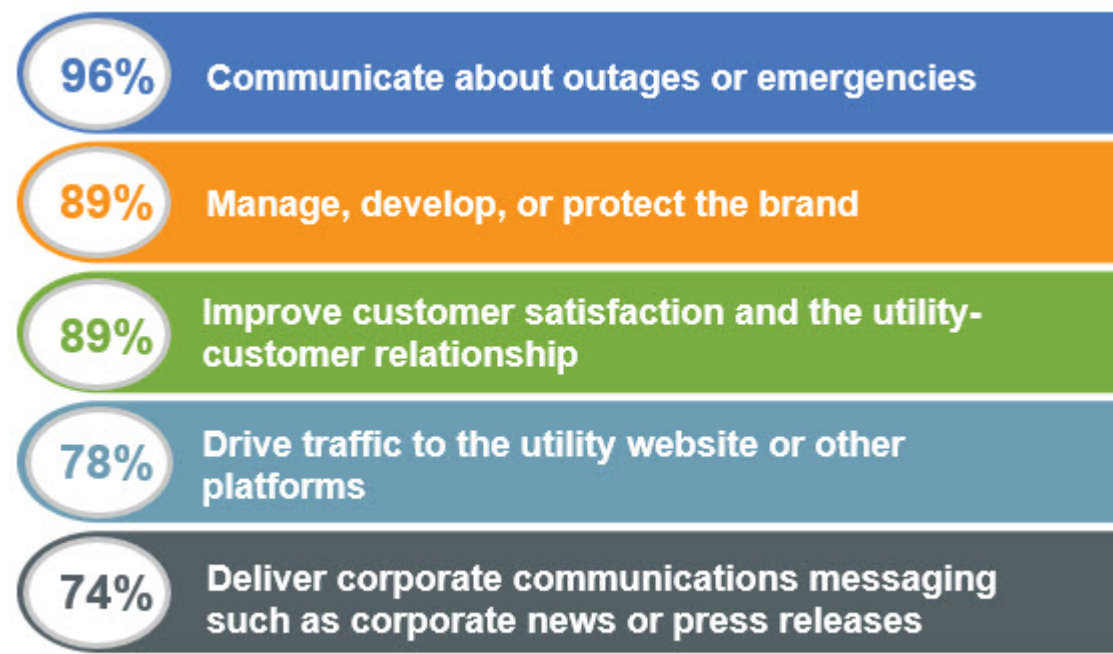 96%
Communicate about outages or emergencies
89%
Manage, develop, or protect the brand
89%
Improve customer satisfaction and the utility-
customer relationship
78%
Drive traffic to the utility website or other
platforms
74%
Deliver corporate communications messaging
such as corporate news or press releases